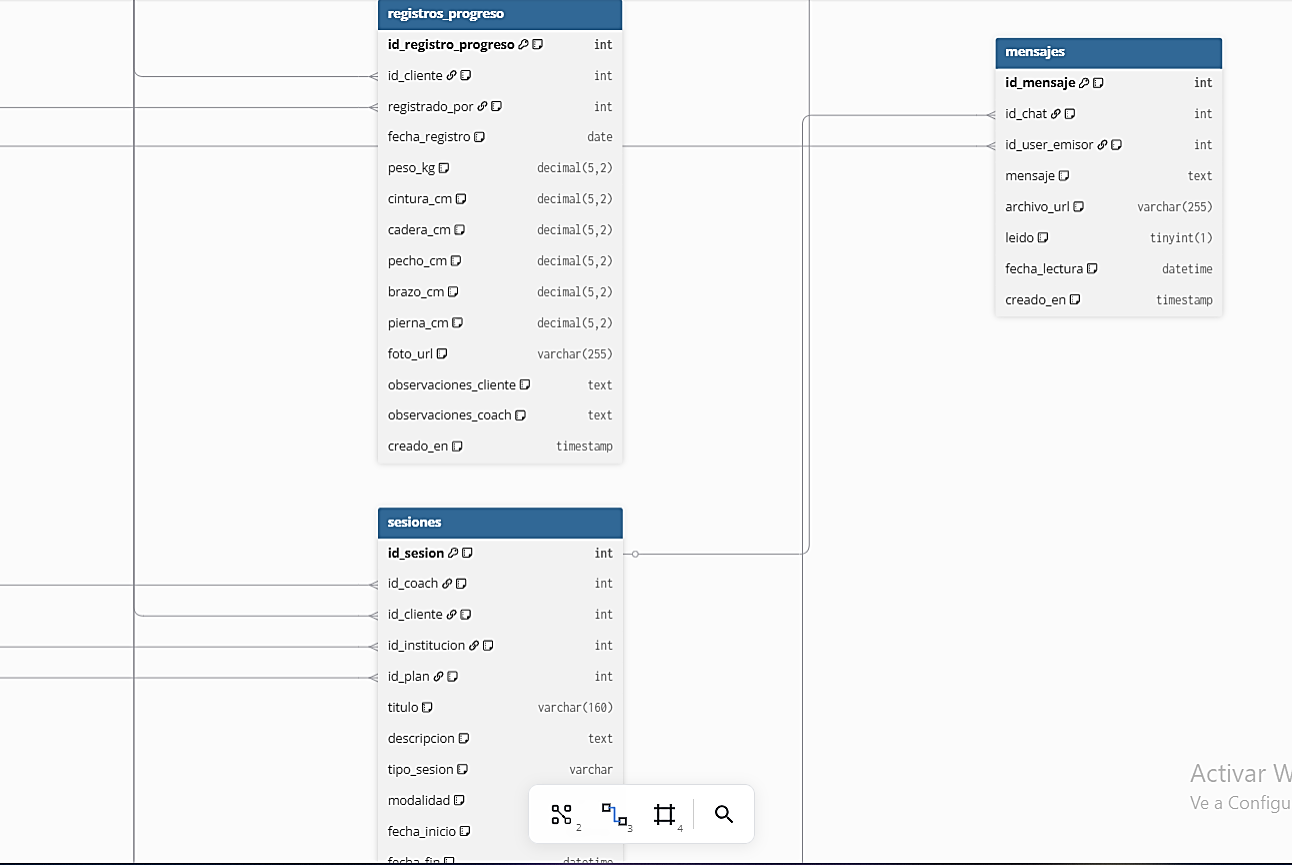 registros_progreso
id_registro_progreso int
id_cliente int
registrado_por int
fecha_registro date
peso_kg decimal(5,2)
cintura_cm decimal(5,2)
cadera_cm decimal(5,2)
pecho_cm decimal(5,2)
brazo_cm decimal(5,2)
pierna_cm decimal(5,2)
foto_url varchar(255)
observaciones_cliente text
observaciones_coach text
creado_en timestamp
mensajes
id_mensaje int
id_chat int
id_user_emisor int
mensaje text
archivo_url varchar(255)
leido tinyint(1)
fecha_lectura datetime
creado_en timestamp
sesiones
id_sesion int
id_coach int
id_cliente int
id_institucion int
id_plan int
titulo varchar(160)
descripcion text
tipo_sesion varchar
modalidad
fecha_inicio
fecha_fin datetime
2 3 4
Activar W
Ve a Configu